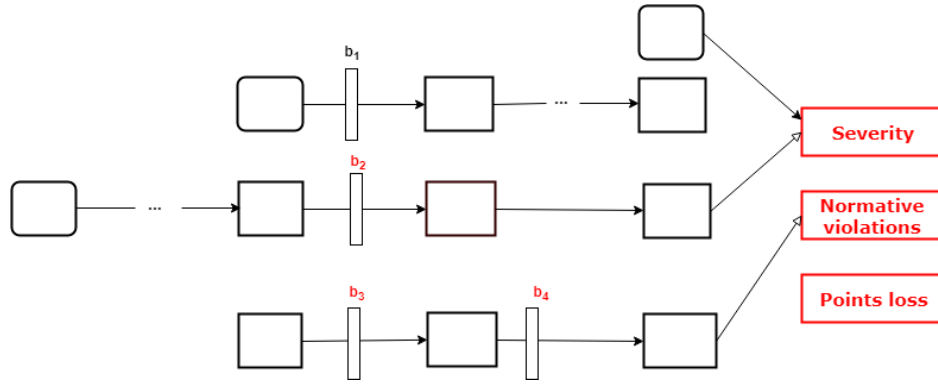 b1
...
Severity
b2
...
Normative
violations
b3
b4
Points loss